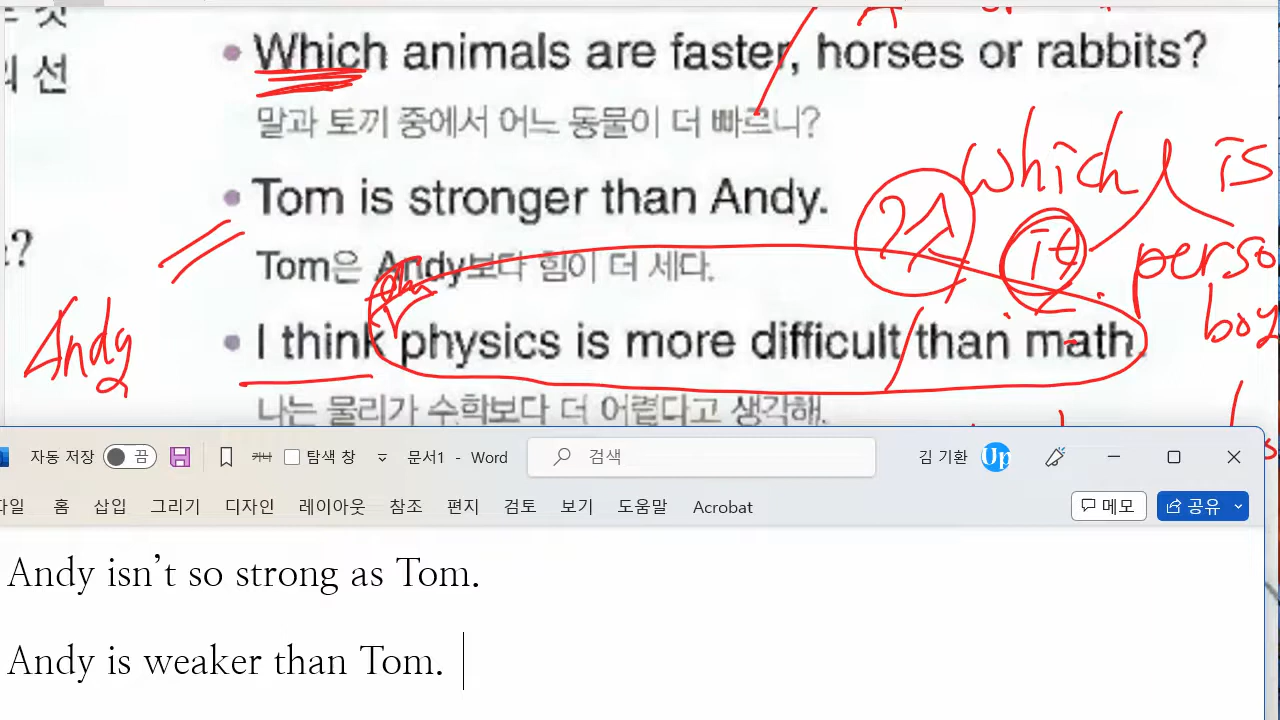 의 선
• Which animals are faster, horses or rabbits?
말과 토끼 중에서 어느 동물이 더 빠르니?
which is
• Tom is stronger than Andy.
it person
Tom은 Andy보다 힘이 더 세다.
boy
Andy
• I think physics is more difficult than math.
나는 물리가 수학보다 더 어렵다고 생각해.
자동 저장 끔 탐색 창 문서1 - Word 검색 김 기환 Up
파일 홈 삽입 그리기 디자인 레이아웃 참조 편지 검토 보기 도움말 Acrobat 메모 공유
Andy isn’t so strong as Tom.
Andy is weaker than Tom.